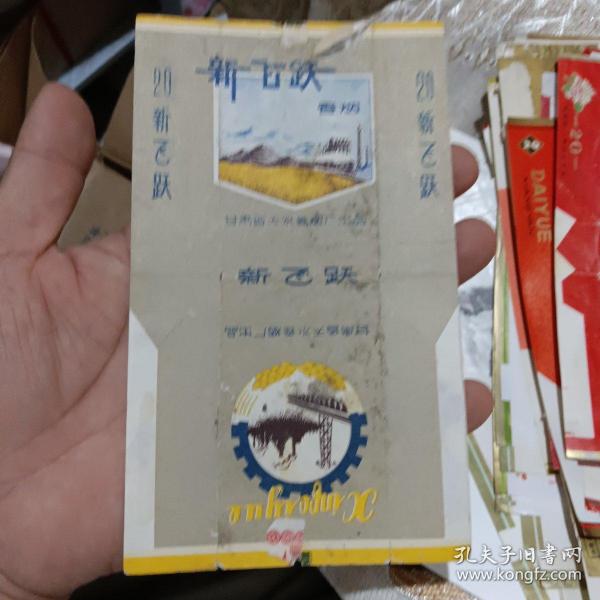 新飞跃
香烟
20 新飞跃
20 新飞跃
甘肃省天水卷烟厂出品
新飞跃
甘肃省天水卷烟厂出品
Xinfeiyue
20
DAIYUE
20
孔夫子旧书网
www.kongfz.com